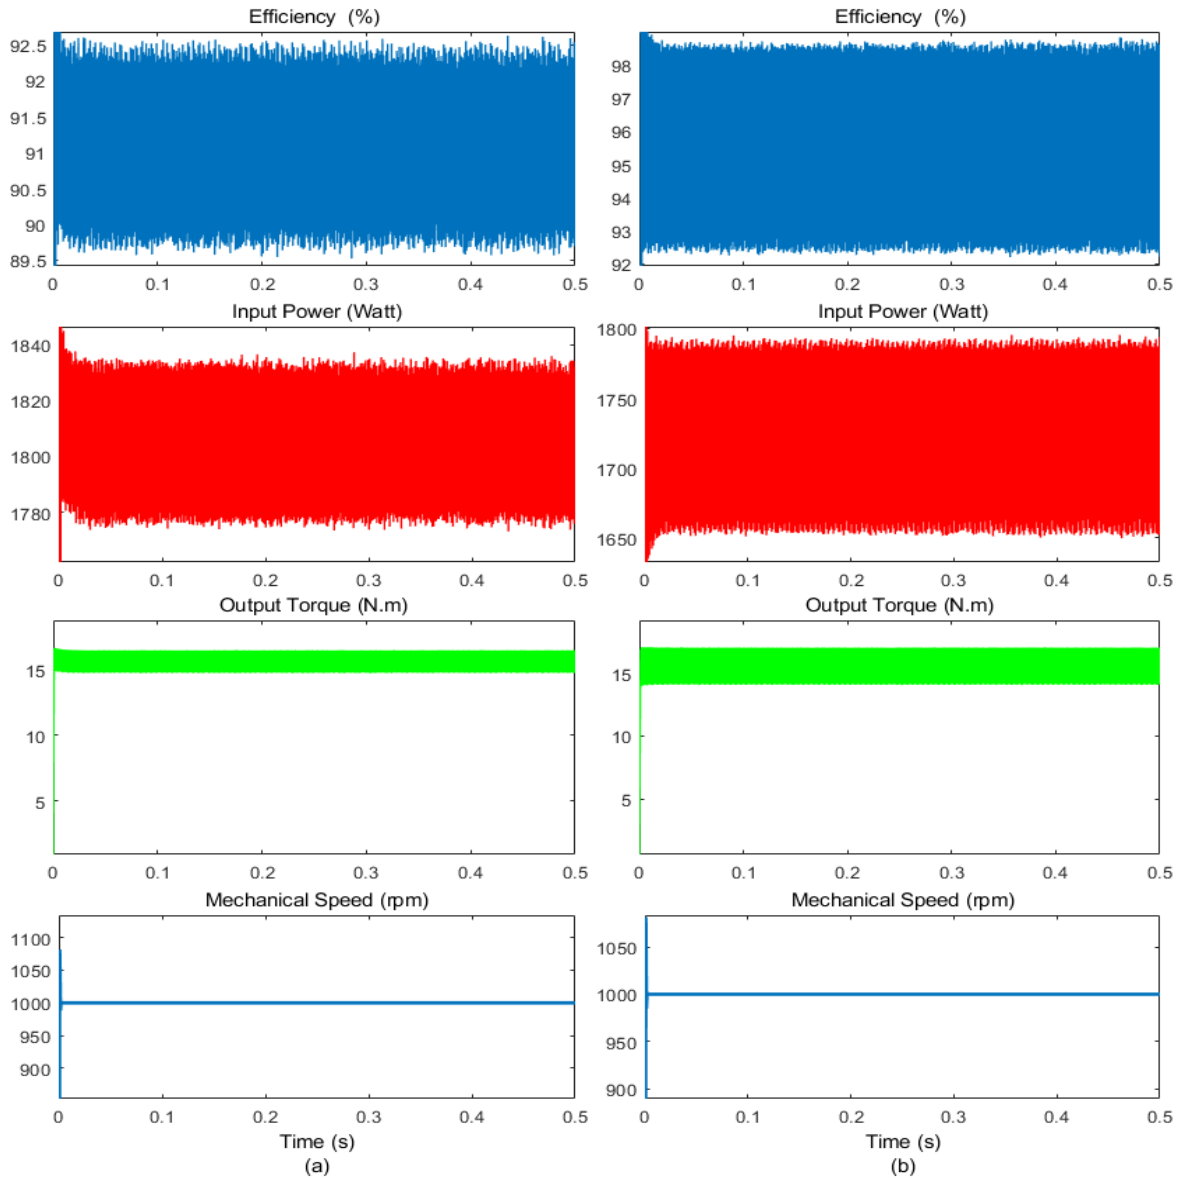 Efficiency (%)
92.5
92
91.5
91
90.5
90
89.5
0 0.1 0.2 0.3 0.4 0.5
Input Power (Watt)
1840
1820
1800
1780
0 0.1 0.2 0.3 0.4 0.5
Output Torque (N.m)
15
10
5
0 0.1 0.2 0.3 0.4 0.5
Mechanical Speed (rpm)
1100
1050
1000
950
900
0 0.1 0.2 0.3 0.4 0.5
Time (s)
(a)
Efficiency (%)
98
97
96
95
94
93
92
0 0.1 0.2 0.3 0.4 0.5
Input Power (Watt)
1800
1750
1700
1650
0 0.1 0.2 0.3 0.4 0.5
Output Torque (N.m)
15
10
5
0 0.1 0.2 0.3 0.4 0.5
Mechanical Speed (rpm)
1050
1000
950
900
0 0.1 0.2 0.3 0.4 0.5
Time (s)
(b)